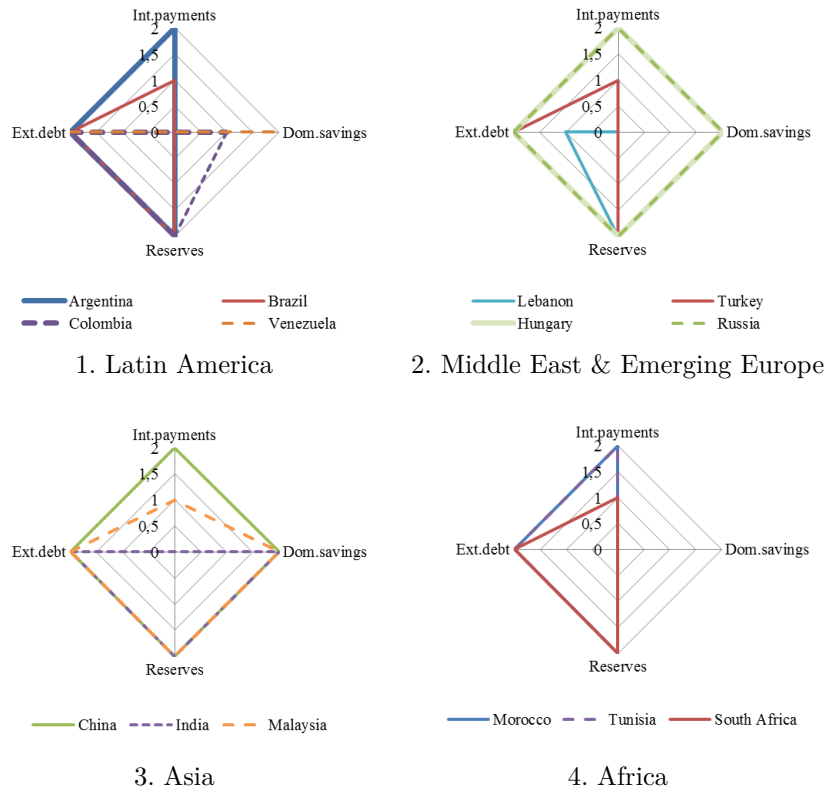 Int.payments
2
1,5
1
0,5
0
Ext.debt
Dom.savings
Reserves
Argentina Brazil
Colombia Venezuela
1. Latin America
Int.payments
2
1,5
1
0,5
0
Ext.debt
Dom.savings
Reserves
Lebanon Turkey
Hungary Russia
2. Middle East & Emerging Europe
Int.payments
2
1,5
1
0,5
0
Ext.debt
Dom.savings
Reserves
China India Malaysia
3. Asia
Int.payments
2
1,5
1
0,5
0
Ext.debt
Dom.savings
Reserves
Morocco Tunisia South Africa
4. Africa